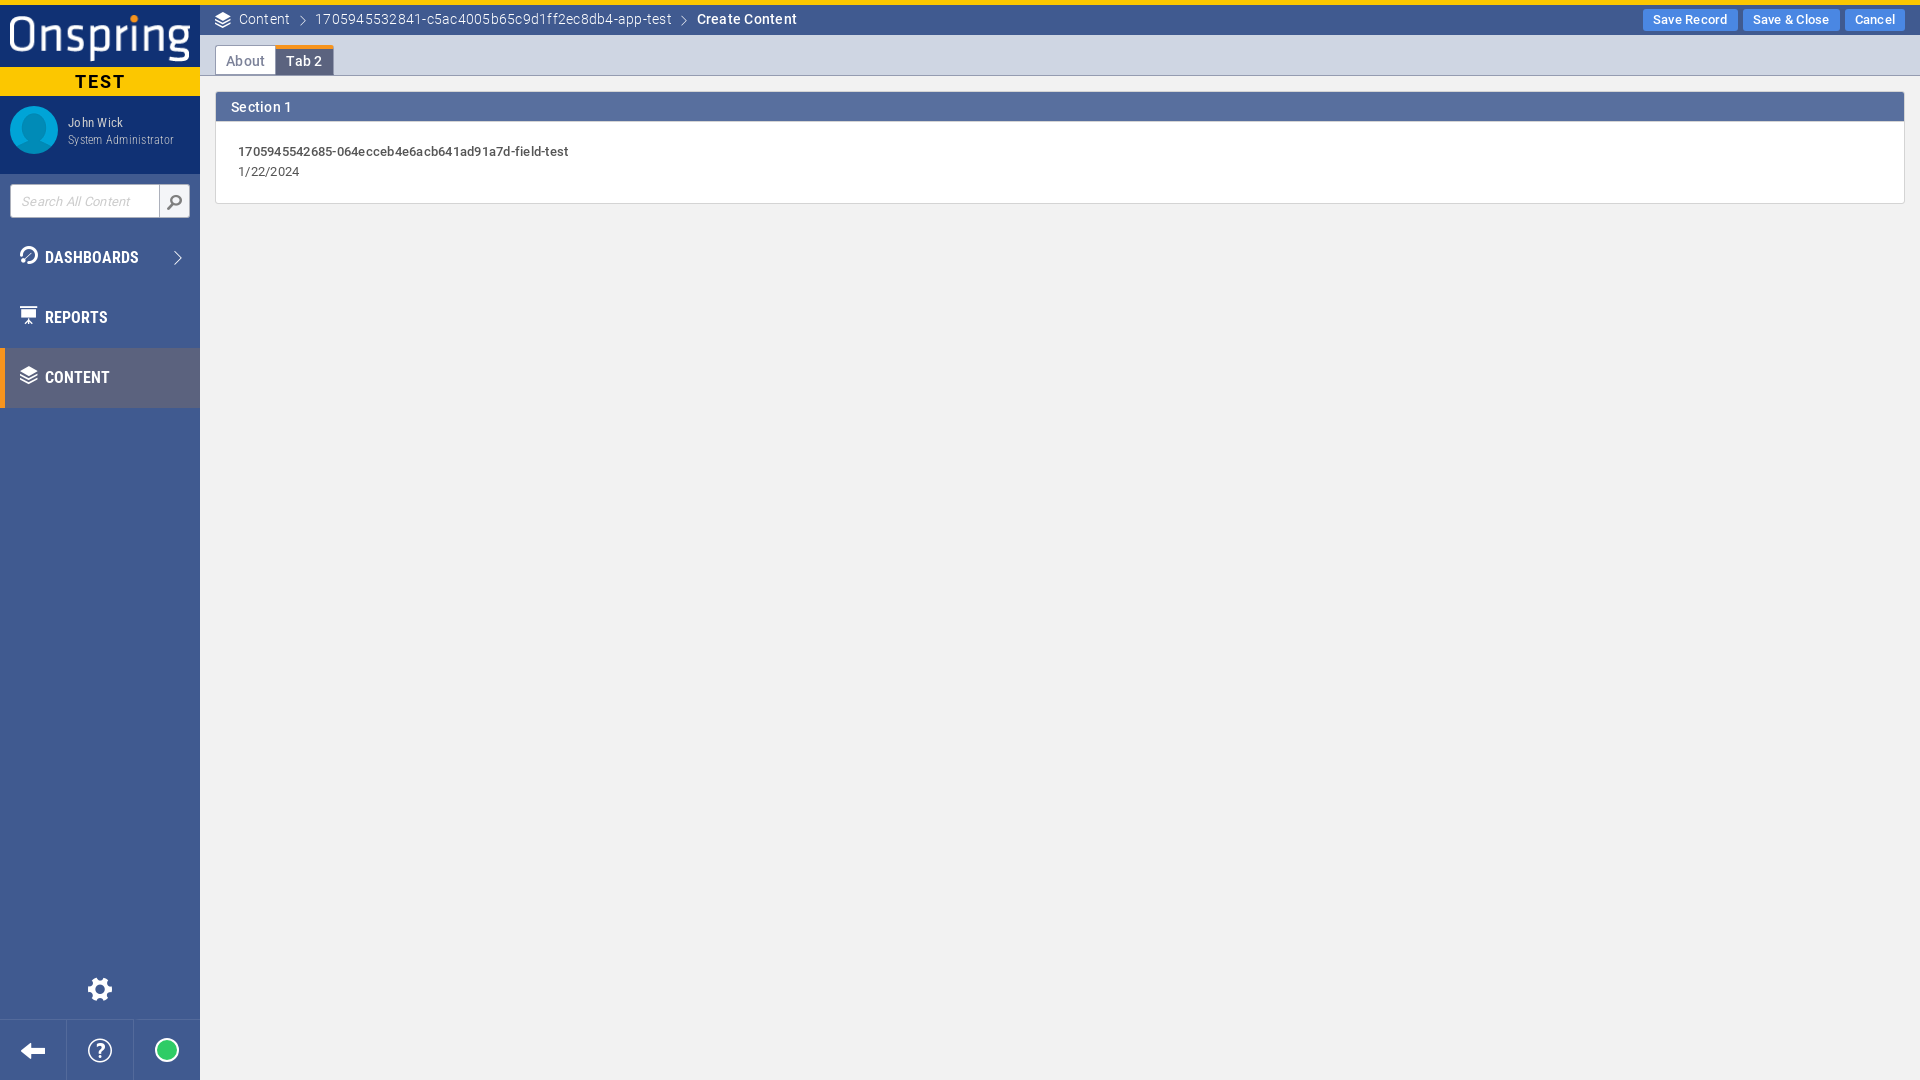 Onspring
TEST
John Wick
System Administrator
Search All Content
DASHBOARDS
REPORTS
CONTENT
Content 1705945532841-c5ac4005b65c9d1ff2ec8db4-app-test Create Content
Save Record Save & Close Cancel
About Tab 2
Section 1
1705945542685-064ecceb4e6acb641ad91a7d-field-test
1/22/2024